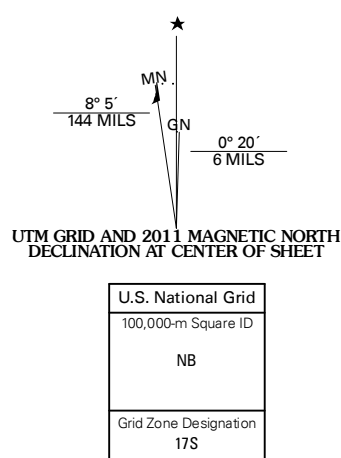 ★
MN
8° 5´
144 MILS
GN
0° 20´
6 MILS
UTM GRID AND 2011 MAGNETIC NORTH
DECLINATION AT CENTER OF SHEET
U.S. National Grid
100,000-m Square ID
NB
Grid Zone Designation
17S